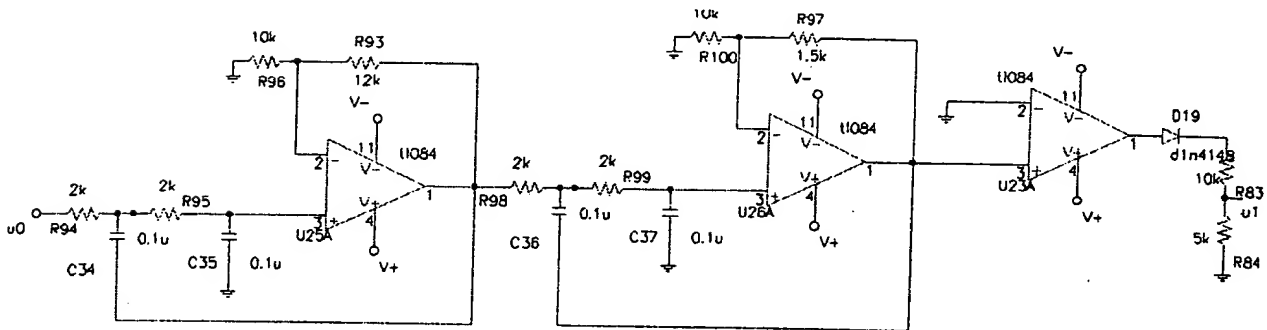 10k
R96
R93
12k
V-
11
V-
tl084
2
-
3
+
1
V+
4
U25A
V+
u0
2k
R94
2k
R95
C34
0.1u
C35
0.1u
10k
R100
R97
1.5k
V-
11
V-
tl084
2
-
3
+
1
V+
4
U26A
V+
R98
2k
2k
R99
C36
0.1u
C37
0.1u
V-
tl084
11
V-
2
-
3
+
1
V+
4
U23A
V+
D19
d1n4148
10k
R83
u1
5k
R84